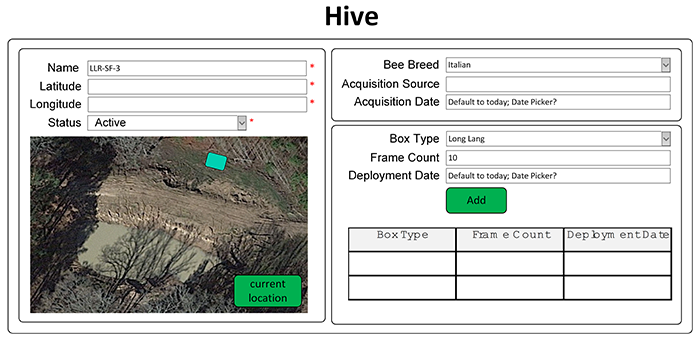 Hive
Name LLR-SF-3 *
Latitude *
Longitude *
Status Active *
current
location
Bee Breed Italian
Acquisition Source
Acquisition Date Default to today; Date Picker?
Box Type Long Lang
Frame Count 10
Deployment Date Default to today; Date Picker?
Add
Box Type Frame Count Deployment Date